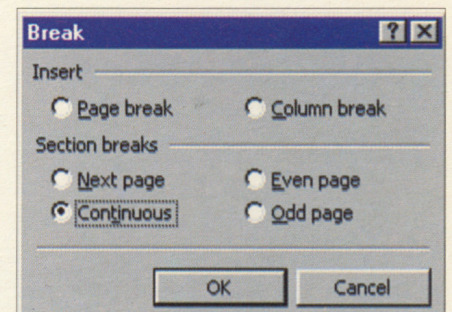 Break
Insert
Page break Column break
Section breaks
Next page Even page
Continuous Odd page
OK Cancel